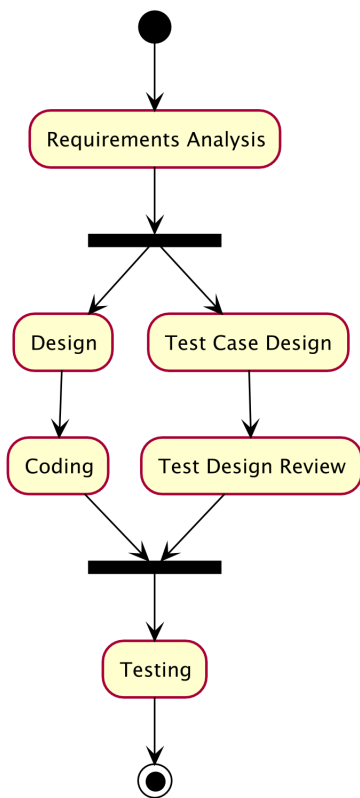 Requirements Analysis
Design
Test Case Design
Coding
Test Design Review
Testing